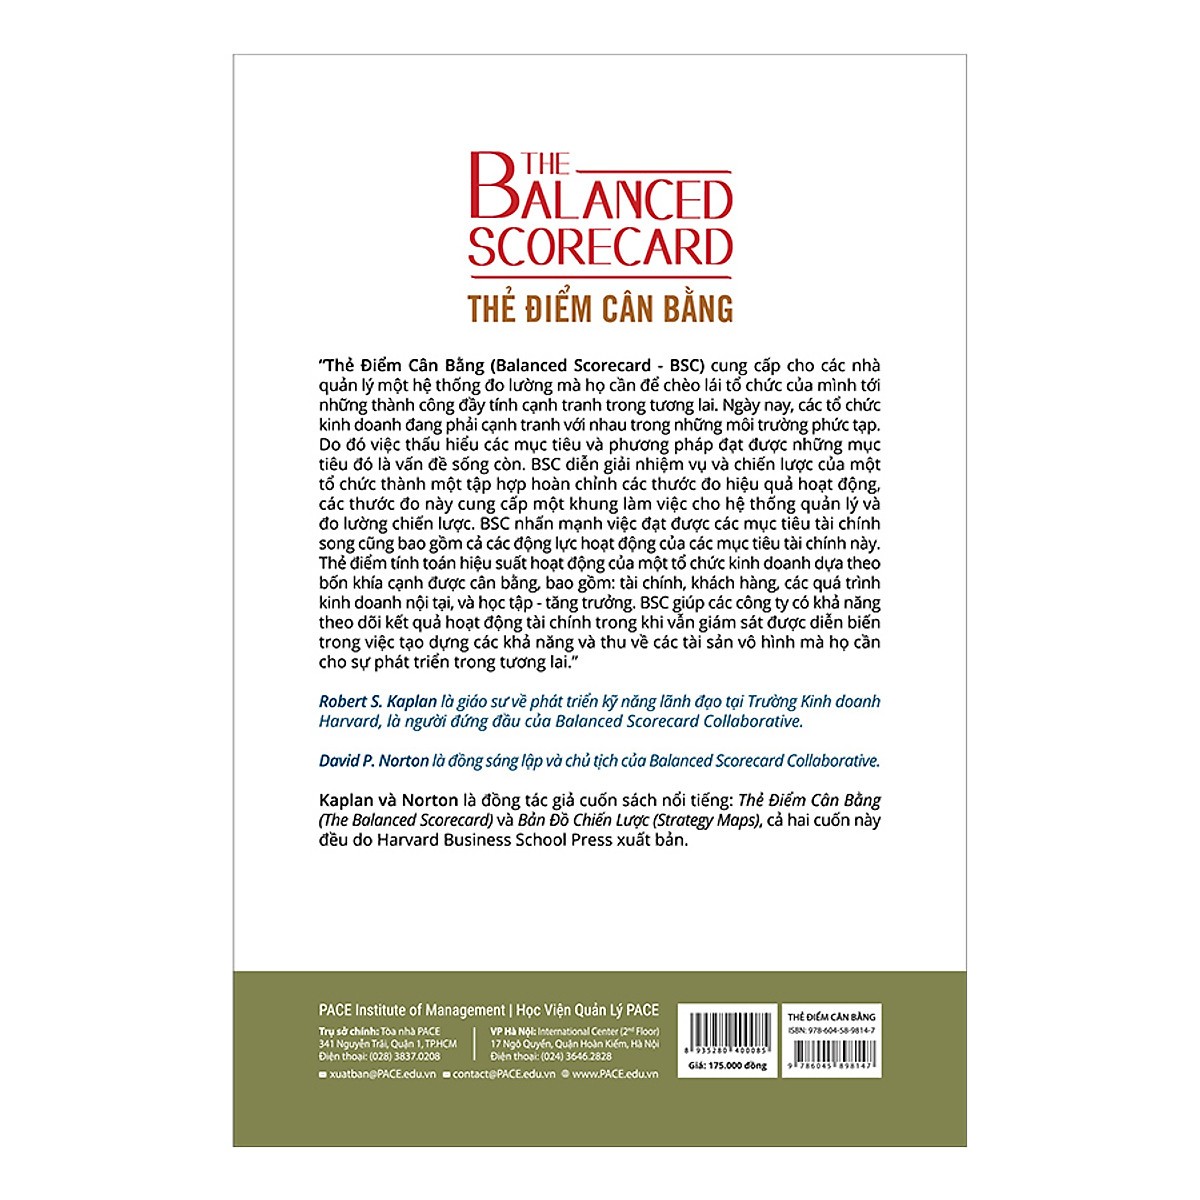 THE
BALANCED
SCORECARD
THẺ ĐIỂM CÂN BẰNG
“Thẻ Điểm Cân Bằng (Balanced Scorecard - BSC) cung cấp cho các nhà
quản lý một hệ thống đo lường mà họ cần để chèo lái tổ chức của mình tới
những thành công đầy tính cạnh tranh trong tương lai. Ngày nay, các tổ chức
kinh doanh đang phải cạnh tranh với nhau trong những môi trường phức tạp.
Do đó việc thấu hiểu các mục tiêu và phương pháp đạt được những mục
tiêu đó là vấn đề sống còn. BSC diễn giải nhiệm vụ và chiến lược của một
tổ chức thành một tập hợp hoàn chỉnh các thước đo hiệu quả hoạt động,
các thước đo này cung cấp một khung làm việc cho hệ thống quản lý và
đo lường chiến lược. BSC nhấn mạnh việc đạt được các mục tiêu tài chính
song cũng bao gồm cả các động lực hoạt động của các mục tiêu tài chính này.
Thẻ điểm tính toán hiệu suất hoạt động của một tổ chức kinh doanh dựa theo
bốn khía cạnh được cân bằng, bao gồm: tài chính, khách hàng, các quá trình
kinh doanh nội tại, và học tập - tăng trưởng. BSC giúp các công ty có khả năng
theo dõi kết quả hoạt động tài chính trong khi vẫn giám sát được diễn biến
trong việc tạo dựng các khả năng và thu về các tài sản vô hình mà họ cần
cho sự phát triển trong tương lai.”
Robert S. Kaplan là giáo sư về phát triển kỹ năng lãnh đạo tại Trường Kinh doanh
Harvard, là người đứng đầu của Balanced Scorecard Collaborative.
David P. Norton là đồng sáng lập và chủ tịch của Balanced Scorecard Collaborative.
Kaplan và Norton là đồng tác giả cuốn sách nổi tiếng: Thẻ Điểm Cân Bằng
(The Balanced Scorecard) và Bản Đồ Chiến Lược (Strategy Maps), cả hai cuốn này
đều do Harvard Business School Press xuất bản.
PACE Institute of Management | Học Viện Quản Lý PACE
Trụ sở chính: Tòa nhà PACE
341 Nguyễn Trãi, Quận 1, TP.HCM
Điện thoại: (028) 3837.0208
VP Hà Nội: International Center (2nd Floor)
17 Ngô Quyền, Quận Hoàn Kiếm, Hà Nội
Điện thoại: (024) 3646.2828
xuatban@PACE.edu.vn contact@PACE.edu.vn www.PACE.edu.vn
8 935280 400085
Giá: 175.000 đồng
THẺ ĐIỂM CÂN BẰNG
ISBN: 978-604-58-9814-7
9 786045 898147